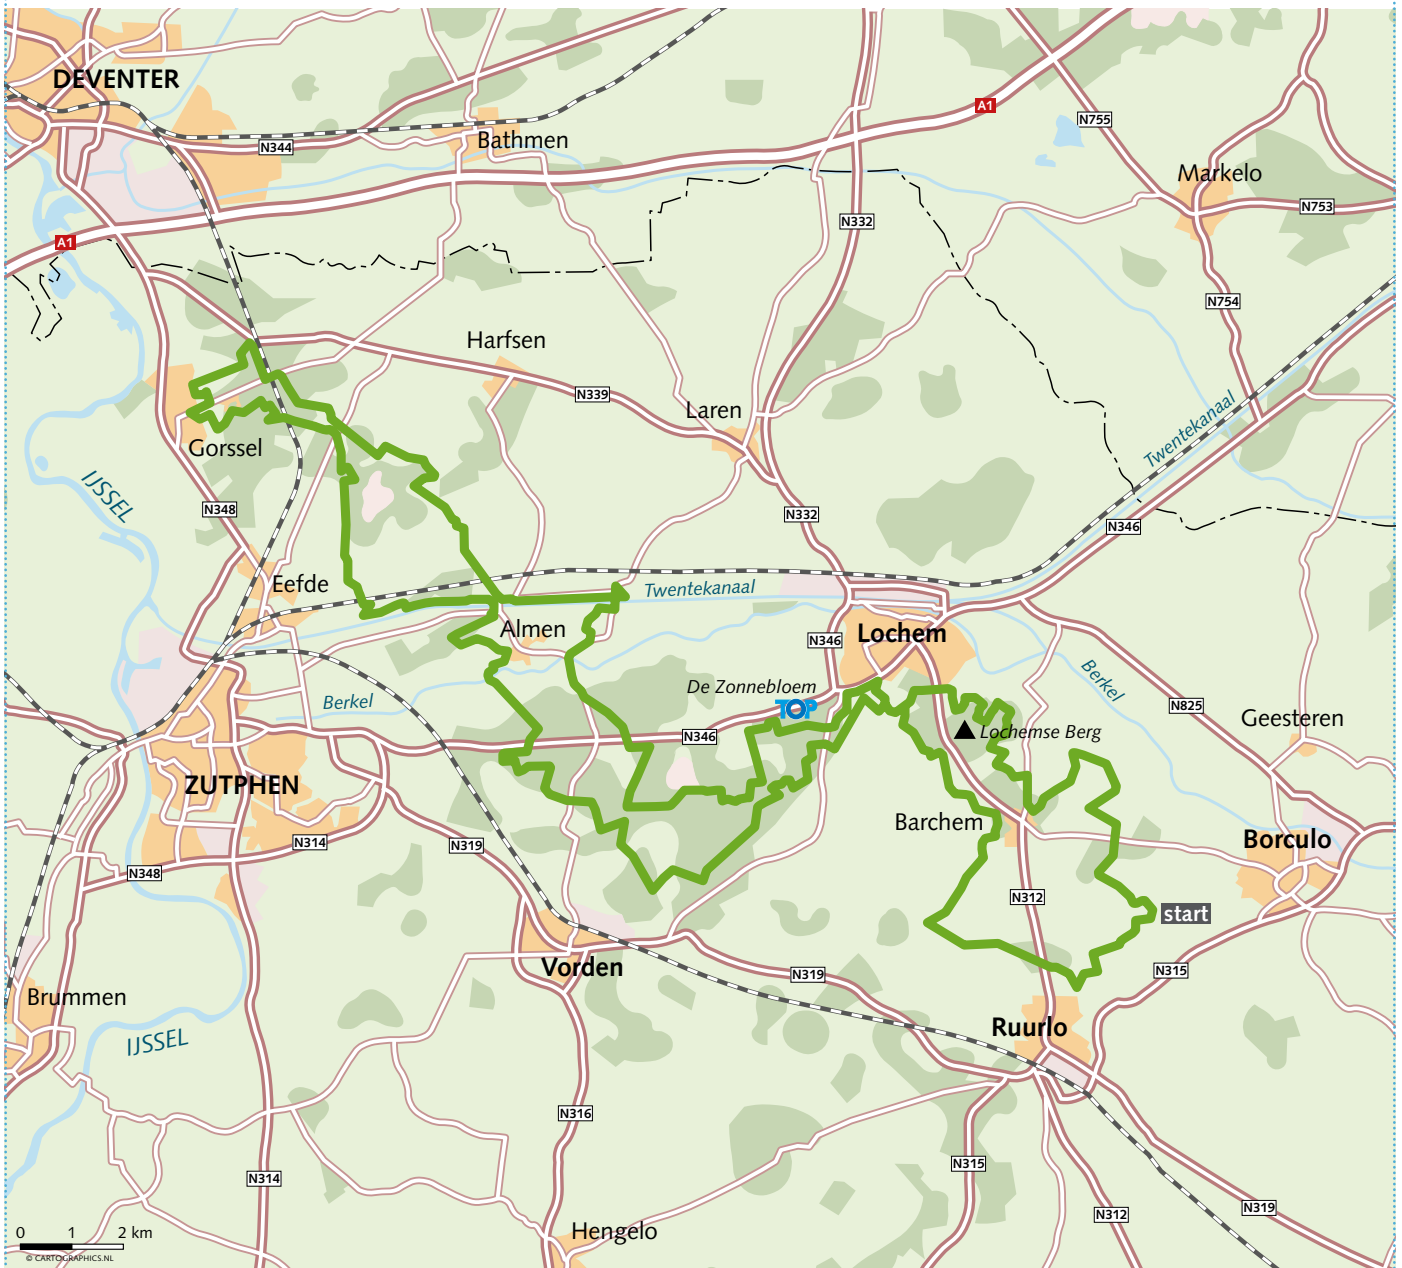 DEVENTER
A1
N755
Bathmen
N344
Markelo
N753
N332
A1
N754
Harfsen
N339
Laren
Twentekanaal
Gorssel
IJSSEL
N348
N332
N346
Eefde
Twentekanaal
Almen
N346
Lochem
De Zonnebloem
TOP
Berkel
Berkel
N825
Geesteren
N346
Lochemse Berg
ZUTPHEN
Barchem
Borculo
N314
N319
N348
N312
start
Vorden
N319
N315
Brummen
Ruurlo
IJSSEL
N316
N315
N314
N312
N319
Hengelo
0 1 2 km
© CARTOGRAPHICS.NL